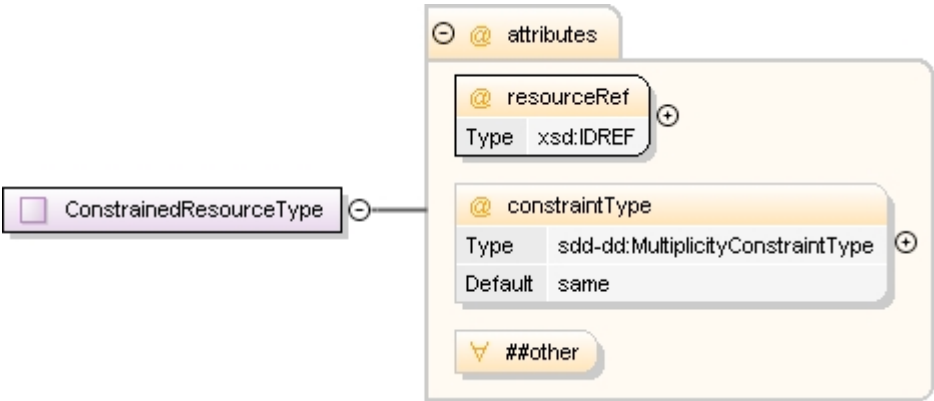 @ attributes
@ resourceRef
Type xsd:IDREF
ConstrainedResourceType
@ constraintType
Type sdd-dd:MultiplicityConstraintType
Default same
∀ ##other